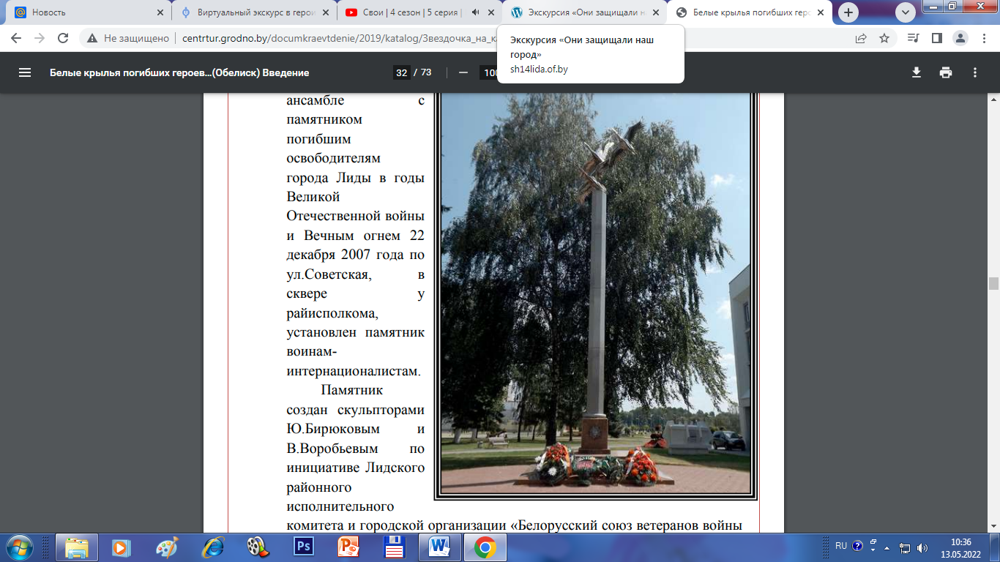 Новость
Виртуальный экскурс в герои
Свои | 4 сезон | 5 серия |
Экскурсия «Они защищали н
Белые крылья погибших геро
Не защищено
centrtur.grodno.by/documkraevtdenie/2019/katalog/Звездочка_на_к
Экскурсия «Они защищали наш
город»
sh14lida.of.by
Белые крылья погибших героев...(Обелиск) Введение
32 / 73
100
ансамбле с
памятником
погибшим
освободителям
города Лиды в годы
Великой
Отечественной войны
и Вечным огнем 22
декабря 2007 года по
ул.Советская, в
сквере у
райисполкома,
установлен памятник
воинам-
интернационалистам.
Памятник
создан скульпторами
Ю.Бирюковым и
В.Воробьевым по
инициативе Лидского
районного
исполнительного
комитета и городской организации «Белорусский союз ветеранов войны
Ps
RU
10:36
13.05.2022